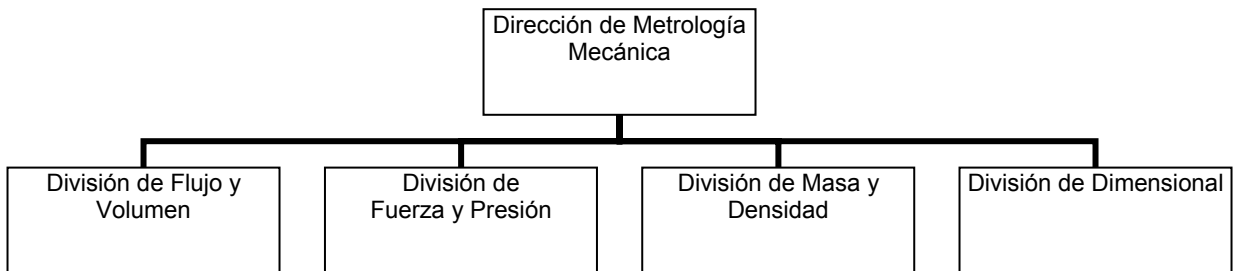 Dirección de Metrología
Mecánica
División de Flujo y
Volumen
División de
Fuerza y Presión
División de Masa y
Densidad
División de Dimensional